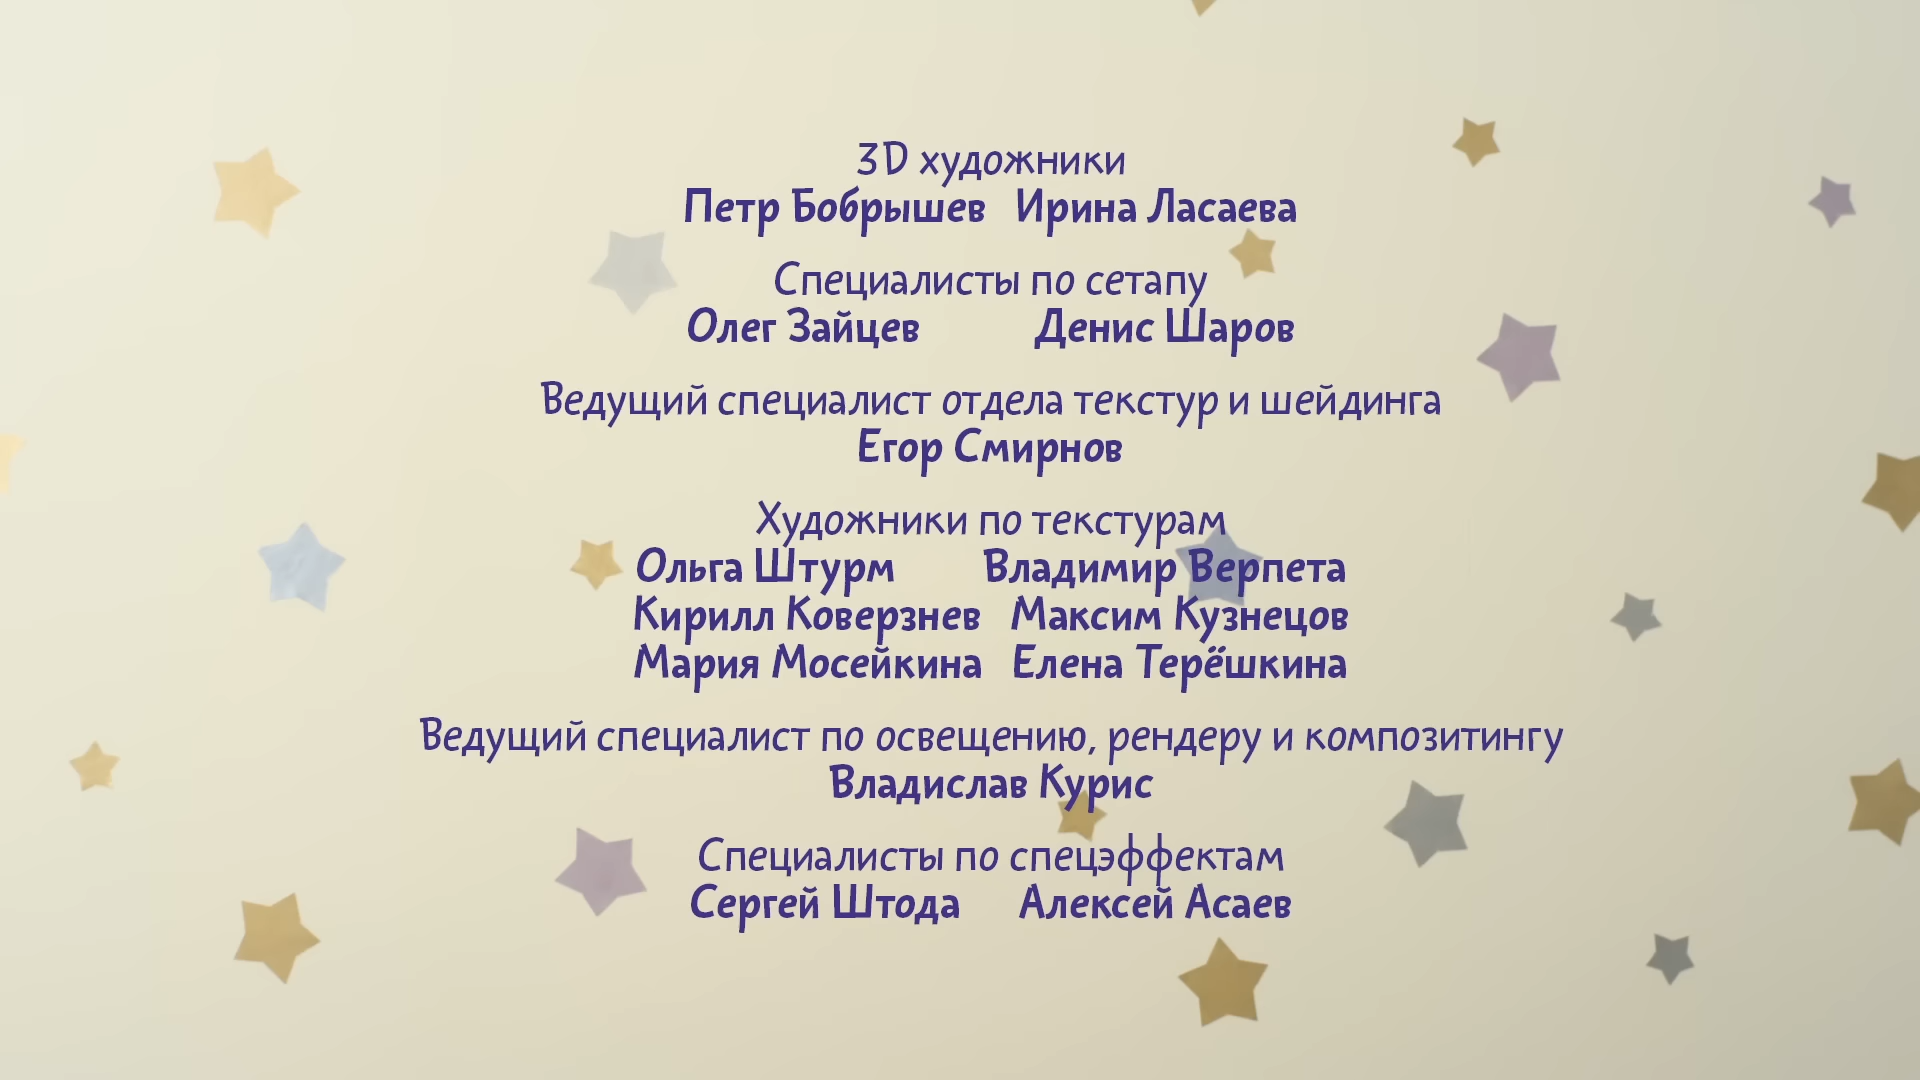 3D художники
Петр Бобрышев Ирина Ласаева
Специалисты по сетапу
Олег Зайцев Денис Шаров
Ведущий специалист отдела текстур и шейдинга
Егор Смирнов
Художники по текстурам
Ольга Штурм Владимир Верпета
Кирилл Коверзнев Максим Кузнецов
Мария Мосейкина Елена Терёшкина
Ведущий специалист по освещению, рендеру и композитингу
Владислав Курис
Специалисты по спецэффектам
Сергей Штода Алексей Асаев